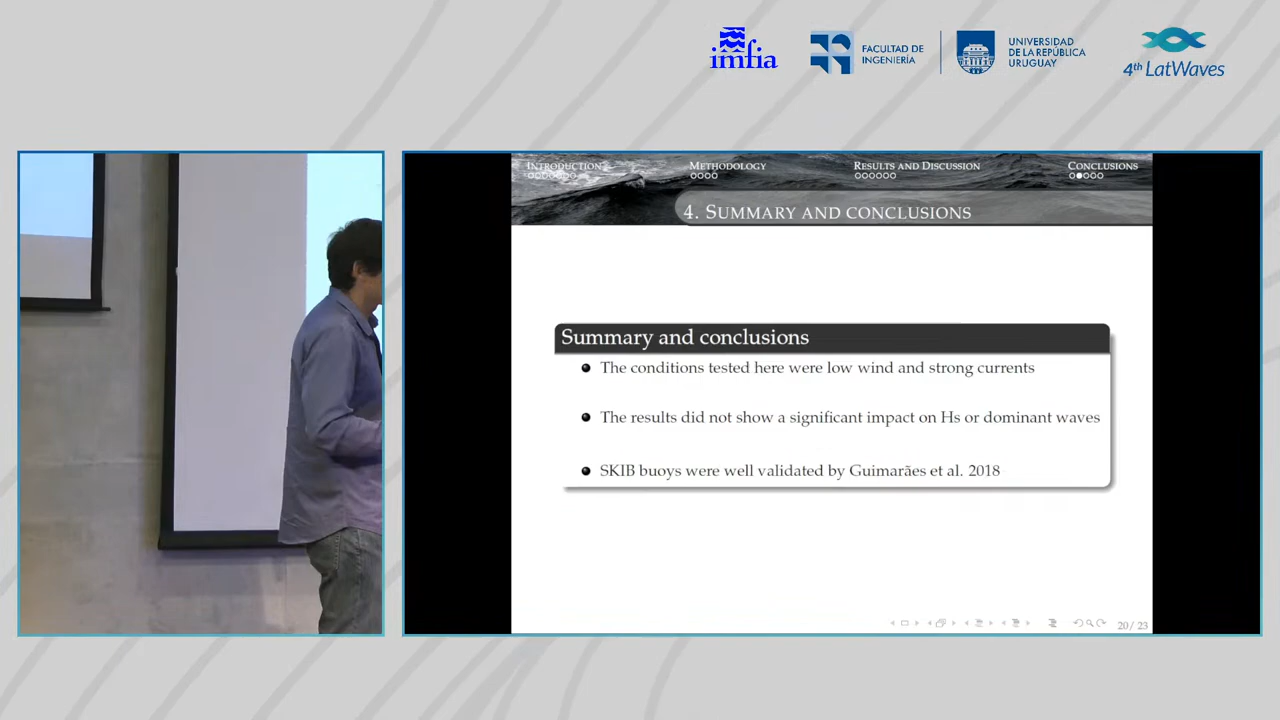 imfia
FACULTAD DE
INGENIERÍA
UNIVERSIDAD
DE LA REPÚBLICA
URUGUAY
4th LatWaves
INTRODUCTION
METHODOLOGY
RESULTS AND DISCUSSION
CONCLUSIONS
4. SUMMARY AND CONCLUSIONS
Summary and conclusions
The conditions tested here were low wind and strong currents
The results did not show a significant impact on Hs or dominant waves
SKIB buoys were well validated by Guimarães et al. 2018
20/ 23